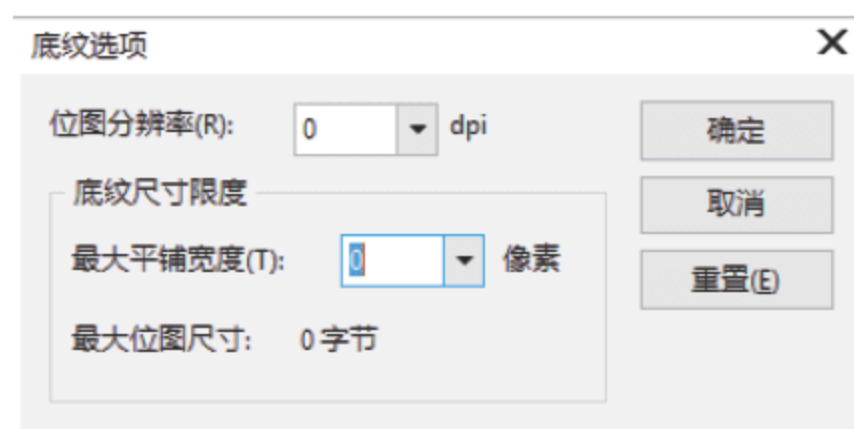 底纹选项
位图分辨率(R): 0 dpi
确定
底纹尺寸限度
取消
最大平铺宽度(T): 0 像素
重置(E)
最大位图尺寸: 0 字节